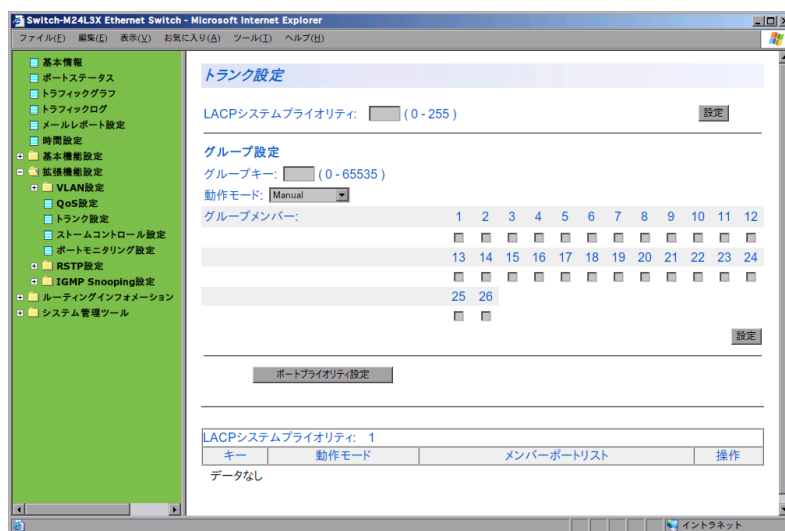 Switch-M24L3X Ethernet Switch - Microsoft Internet Explorer
ファイル(F) 編集(E) 表示(V) お気に入り(A) ツール(T) ヘルプ(H)
基本情報
ポートステータス
トラフィックグラフ
トラフィックログ
メールレポート設定
時間設定
基本機能設定
拡張機能設定
VLAN設定
QoS設定
トランク設定
ストームコントロール設定
ポートモニタリング設定
RSTP設定
IGMP Snooping設定
ルーティングインフォメーション
システム管理ツール
トランク設定
LACPシステムプライオリティ: ( 0 - 255 ) 設定
グループ設定
グループキー: ( 0 - 65535 )
動作モード: Manual
グループメンバー: 1 2 3 4 5 6 7 8 9 10 11 12
13 14 15 16 17 18 19 20 21 22 23 24
25 26
設定
ポートプライオリティ設定
LACPシステムプライオリティ: 1
キー 動作モード メンバーポートリスト 操作
データなし
イントラネット